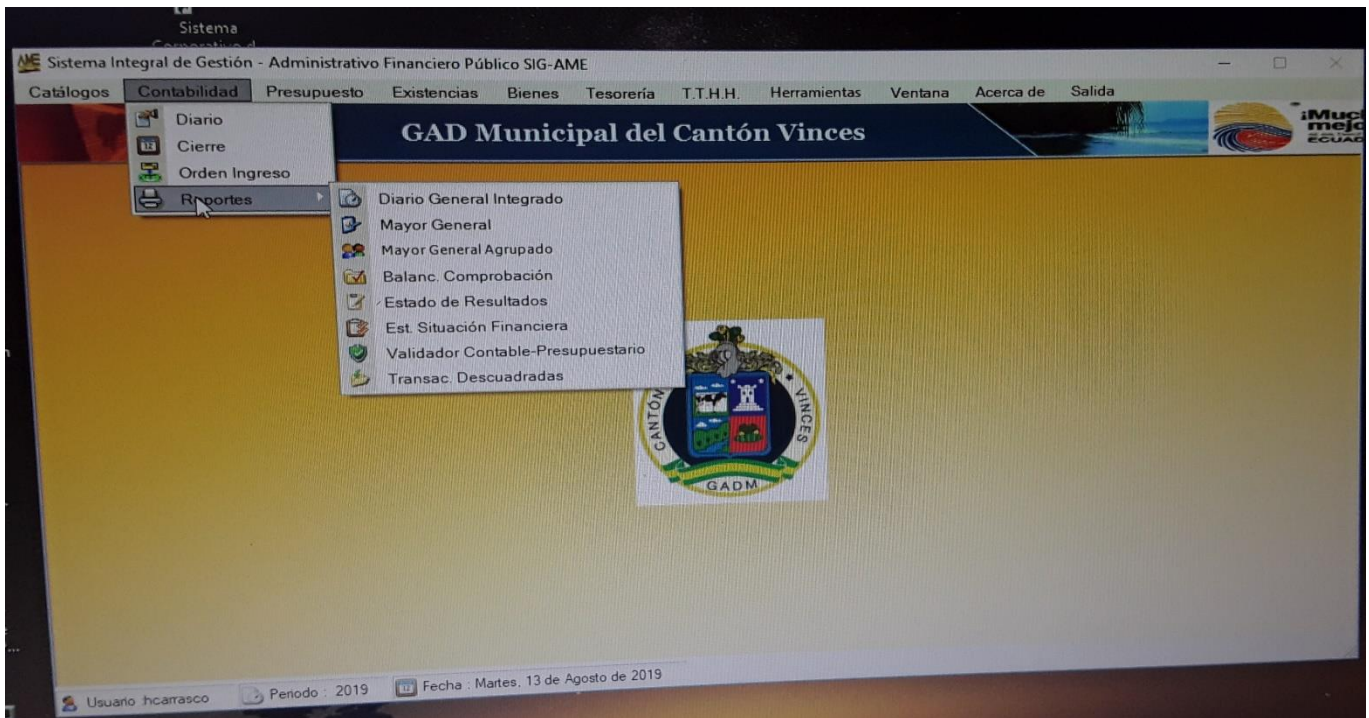 Sistema
AME Sistema Integral de Gestión - Administrativo Financiero Público SIG-AME
Catálogos Contabilidad Presupuesto Existencias Bienes Tesorería T.T.H.H. Herramientas Ventana Acerca de Salida
GAD Municipal del Cantón Vinces
Diario
Cierre
Orden Ingreso
Reportes
Diario General Integrado
Mayor General
Mayor General Agrupado
Balanc. Comprobación
Estado de Resultados
Est. Situación Financiera
Validador Contable-Presupuestario
Transac. Descuadradas
CANTÓN VINCES
GADM
Usuario :hcarrasco Periodo : 2019 Fecha : Martes, 13 de Agosto de 2019